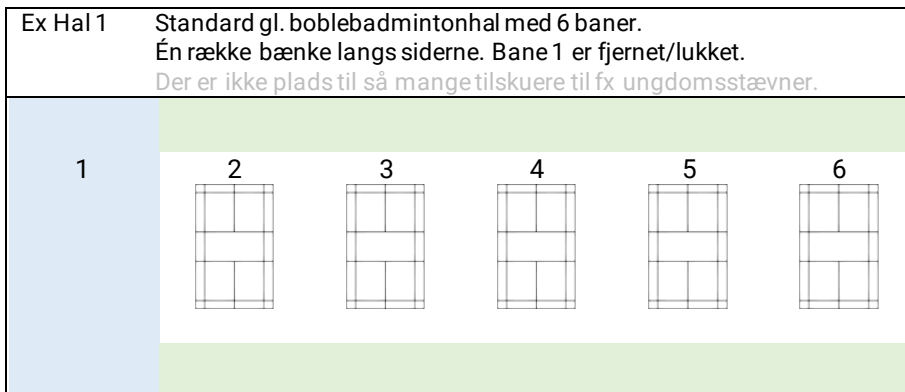 Ex Hal 1 Standard gl. boblebadmintonhal med 6 baner.
Én række bænke langs siderne. Bane 1 er fjernet/lukket.
Der er ikke plads til så mange tilskuere til fx ungdomsstævner.
1 2 3 4 5 6